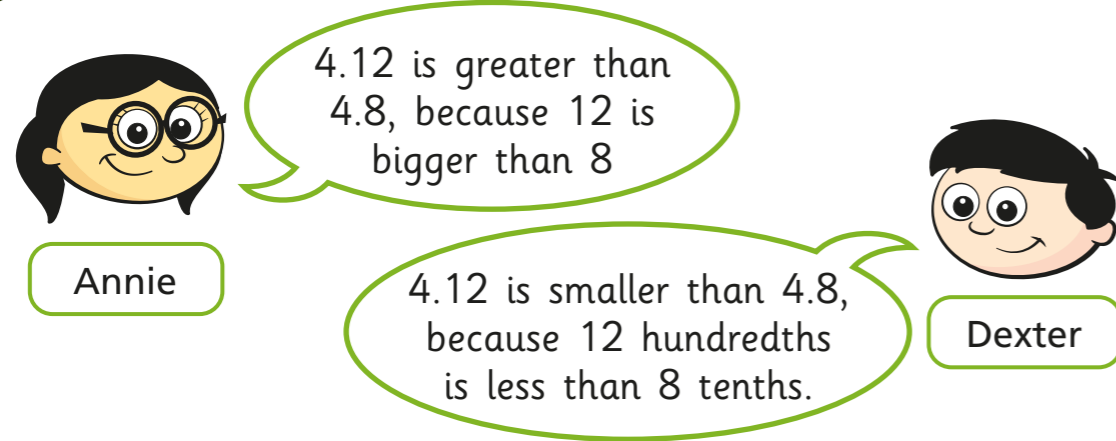 4.12 is greater than
4.8, because 12 is
bigger than 8
Annie
4.12 is smaller than 4.8,
because 12 hundredths
is less than 8 tenths.
Dexter